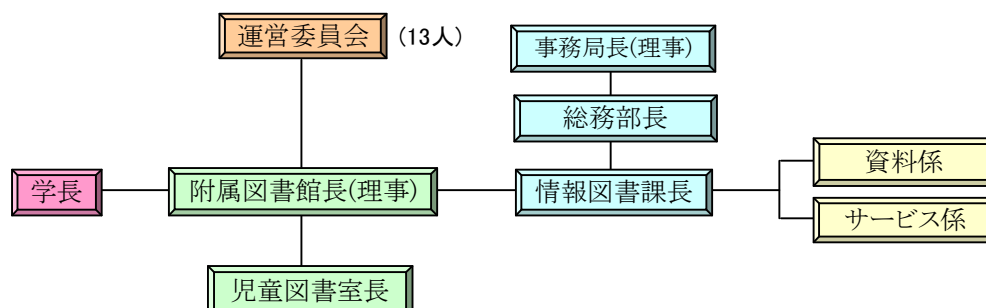 運営委員会 (13人)
事務局長(理事)
総務部長
資料係
学長
附属図書館長(理事)
情報図書課長
サービス係
児童図書室長